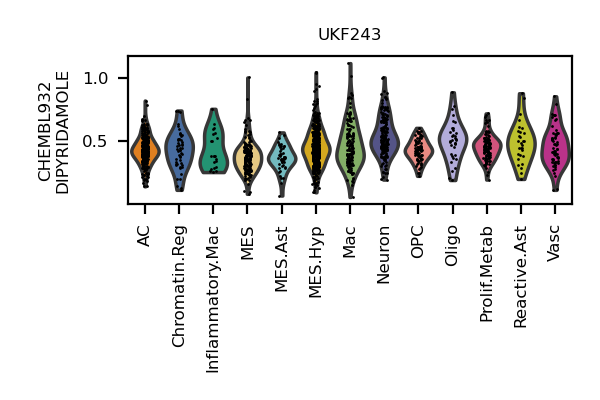 UKF243
CHEMBL932
DIPYRIDAMOLE
1.0
0.5
AC
Chromatin.Reg
Inflammatory.Mac
MES
MES.Ast
MES.Hyp
Mac
Neuron
OPC
Oligo
Prolif.Metab
Reactive.Ast
Vasc